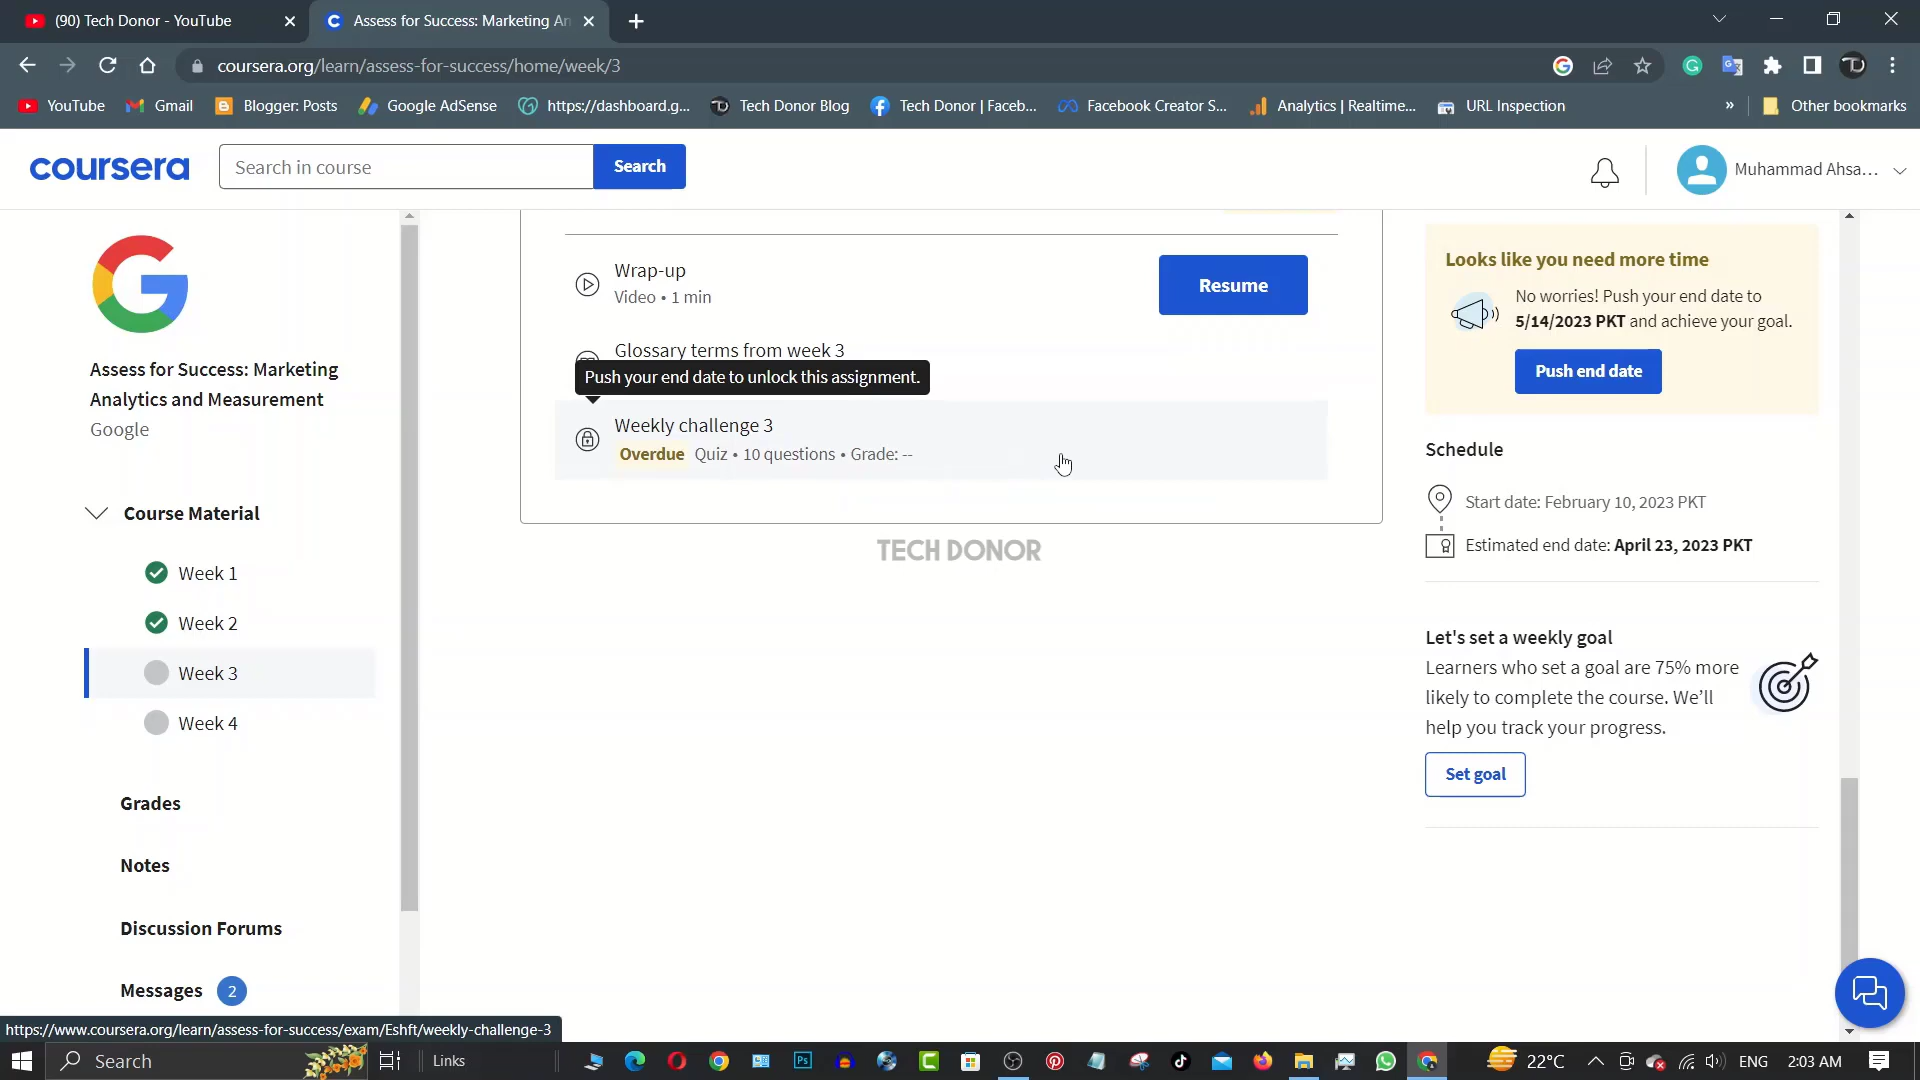 (90) Tech Donor - YouTube
Assess for Success: Marketing An
coursera.org/learn/assess-for-success/home/week/3
YouTube
Gmail
Blogger: Posts
Google AdSense
https://dashboard.g...
Tech Donor Blog
Tech Donor | Faceb...
Facebook Creator S...
Analytics | Realtime...
URL Inspection
»
Other bookmarks
coursera
Search in course
Search
Muhammad Ahsa...
Assess for Success: Marketing
Analytics and Measurement
Google
Course Material
Week 1
Week 2
Week 3
Week 4
Grades
Notes
Discussion Forums
Messages 2
Wrap-up
Video • 1 min
Resume
Glossary terms from week 3
Push your end date to unlock this assignment.
Weekly challenge 3
Overdue Quiz • 10 questions • Grade: --
TECH DONOR
Looks like you need more time
No worries! Push your end date to
5/14/2023 PKT and achieve your goal.
Push end date
Schedule
Start date: February 10, 2023 PKT
Estimated end date: April 23, 2023 PKT
Let's set a weekly goal
Learners who set a goal are 75% more
likely to complete the course. We’ll
help you track your progress.
Set goal
https://www.coursera.org/learn/assess-for-success/exam/Eshft/weekly-challenge-3
Search
Links
22°C
ENG
2:03 AM